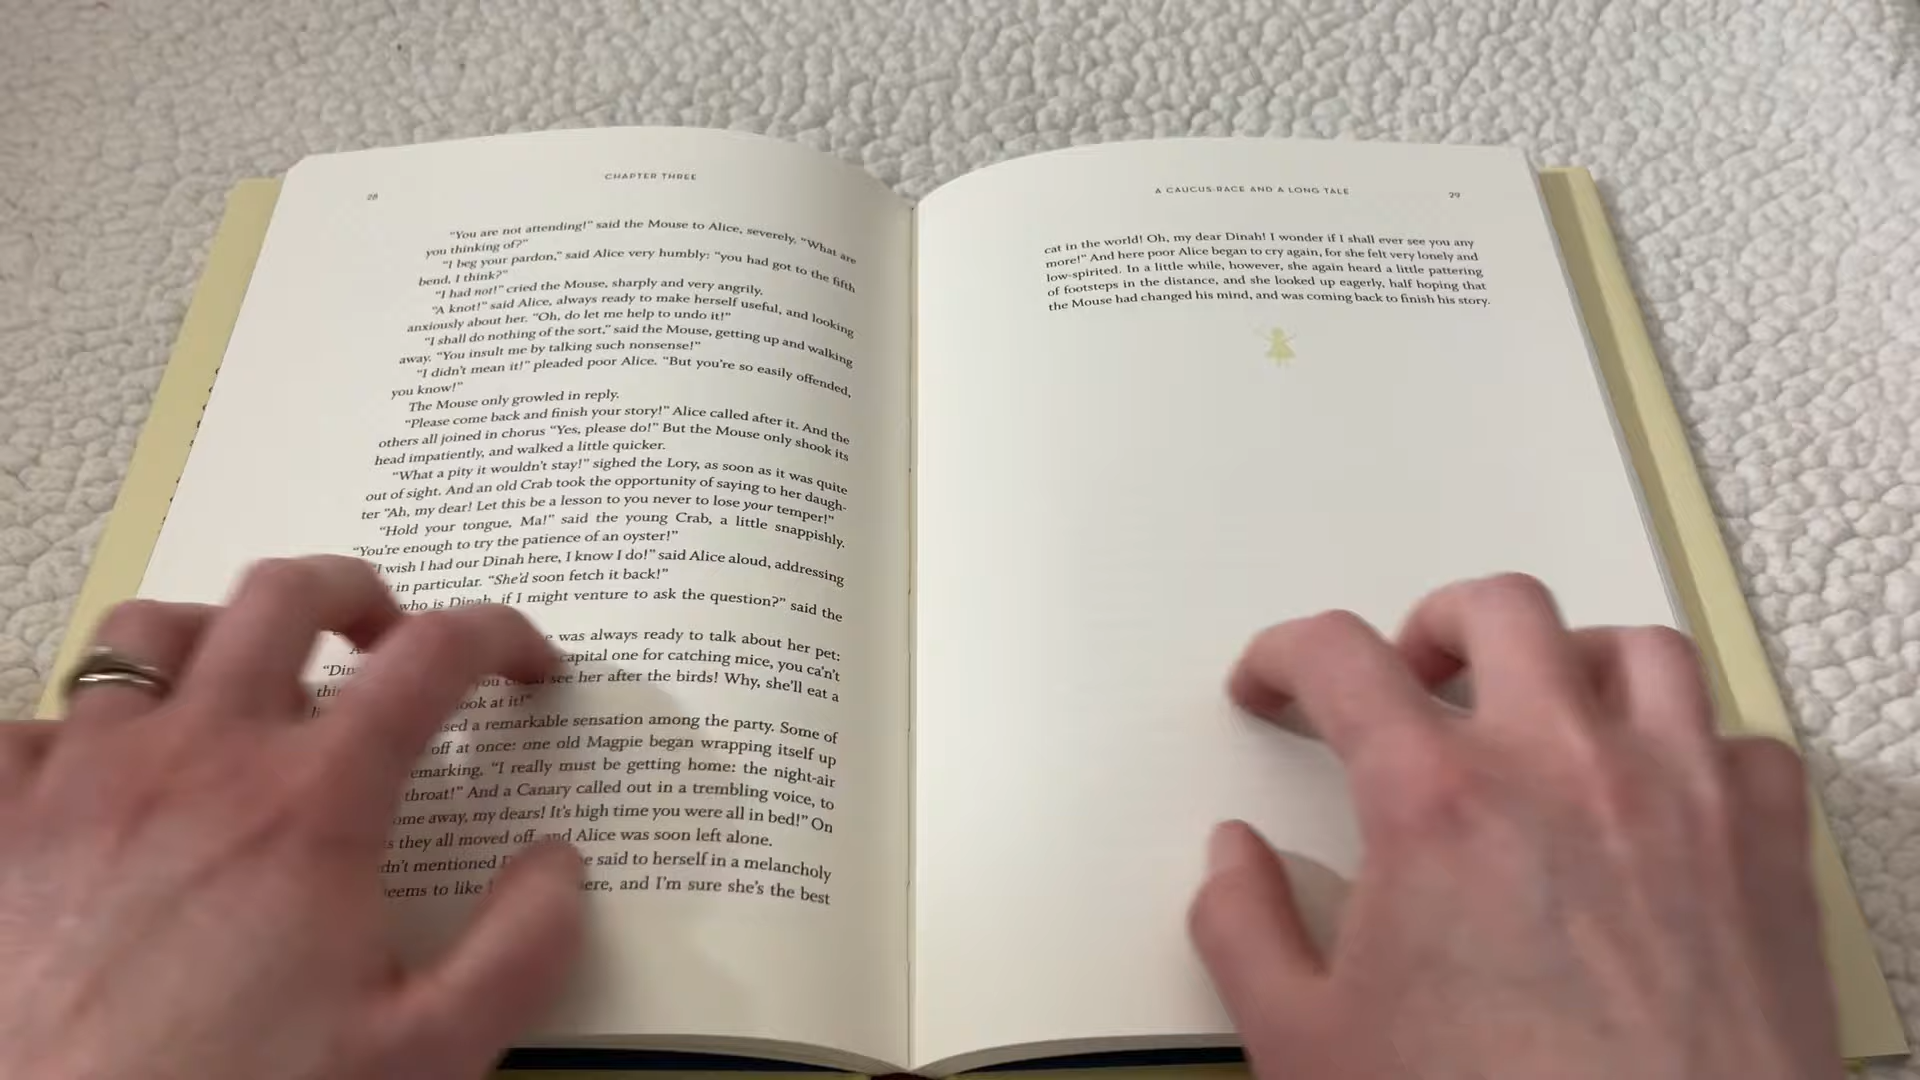 CHAPTER THREE
28
“You are not attending!” said the Mouse to Alice, severely. “What are
you thinking of?”
“I beg your pardon,” said Alice very humbly: “you had got to the fifth
bend, I think?”
“I had not!” cried the Mouse, sharply and very angrily.
“A knot!” said Alice, always ready to make herself useful, and looking
anxiously about her. “Oh, do let me help to undo it!”
“I shall do nothing of the sort,” said the Mouse, getting up and walking
away. “You insult me by talking such nonsense!”
“I didn’t mean it!” pleaded poor Alice. “But you’re so easily offended,
you know!”
The Mouse only growled in reply.
“Please come back and finish your story!” Alice called after it. And the
others all joined in chorus “Yes, please do!” But the Mouse only shook its
head impatiently, and walked a little quicker.
“What a pity it wouldn’t stay!” sighed the Lory, as soon as it was quite
out of sight. And an old Crab took the opportunity of saying to her daugh-
ter “Ah, my dear! Let this be a lesson to you never to lose your temper!”
“Hold your tongue, Ma!” said the young Crab, a little snappishly.
“You’re enough to try the patience of an oyster!”
“I wish I had our Dinah here, I know I do!” said Alice aloud, addressing
in particular. “She’d soon fetch it back!”
who is Dinah, if I might venture to ask the question?” said the
was always ready to talk about her pet:
capital one for catching mice, you ca’n’t
you could see her after the birds! Why, she’ll eat a
look at it!”
a remarkable sensation among the party. Some of
off at once: one old Magpie began wrapping itself up
“I really must be getting home: the night-air
throat!” And a Canary called out in a trembling voice, to
away, my dears! It’s high time you were all in bed!” On
they all moved off, and Alice was soon left alone.
mentioned said to herself in a melancholy
to like and I’m sure she’s the best
A CAUCUS-RACE AND A LONG TALE
29
cat in the world! Oh, my dear Dinah! I wonder if I shall ever see you any
more!” And here poor Alice began to cry again, for she felt very lonely and
low-spirited. In a little while, however, she again heard a little pattering
of footsteps in the distance, and she looked up eagerly, half hoping that
the Mouse had changed his mind, and was coming back to finish his story.